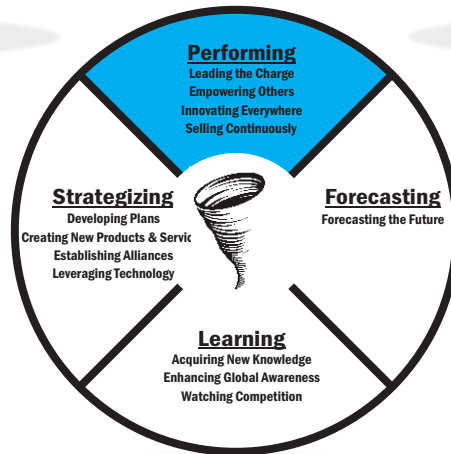 Performing
Leading the Charge
Empowering Others
Innovating Everywhere
Selling Continuously
Strategizing
Developing Plans
Creating New Products & Servic
Establishing Alliances
Leveraging Technology
Forecasting
Forecasting the Future
Learning
Acquiring New Knowledge
Enhancing Global Awareness
Watching Competition